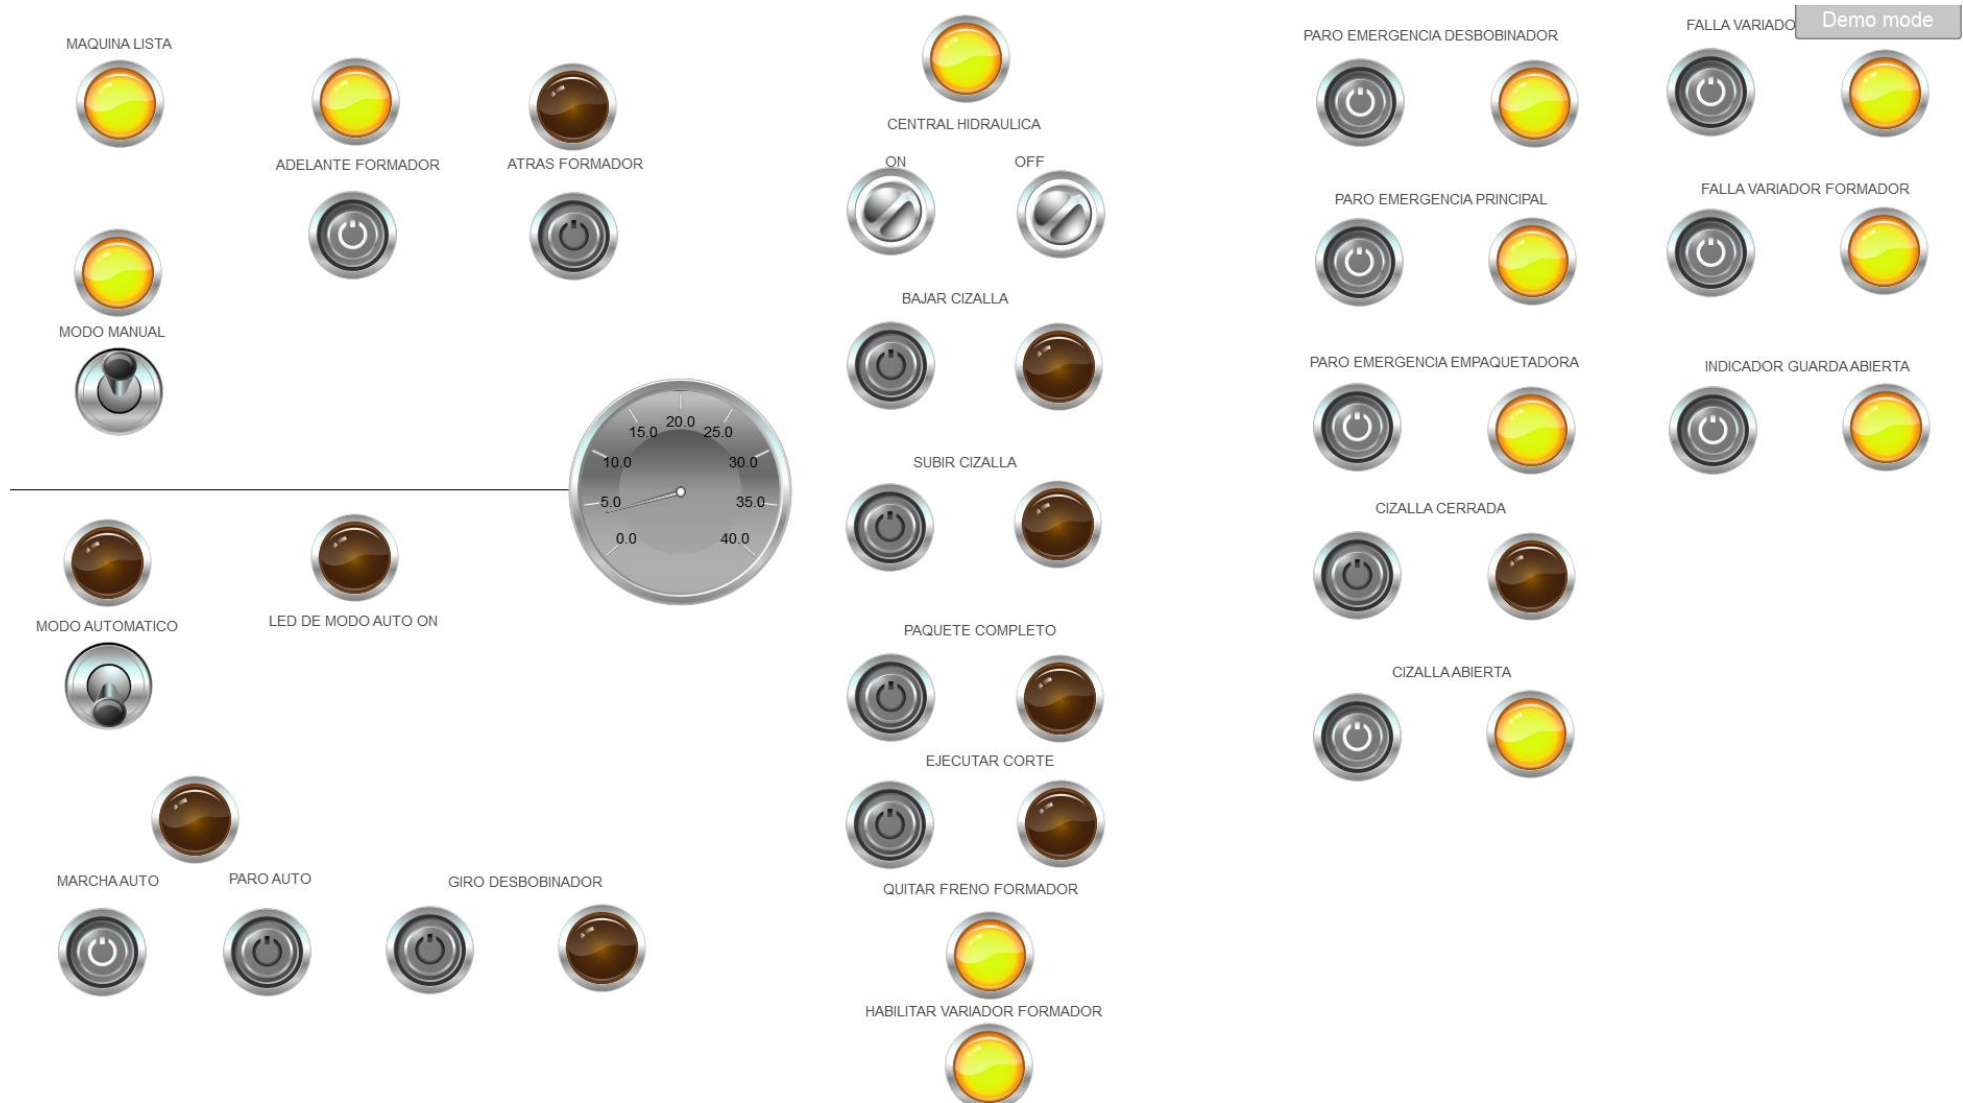 MAQUINA LISTA
ADELANTE FORMADOR
ATRAS FORMADOR
MODO MANUAL
15.0
20.0
25.0
10.0
30.0
5.0
35.0
0.0
40.0
MODO AUTOMATICO
LED DE MODO AUTO ON
MARCHA AUTO
PARO AUTO
GIRO DESBOBINADOR
CENTRAL HIDRAULICA
ON
OFF
BAJAR CIZALLA
SUBIR CIZALLA
PAQUETE COMPLETO
EJECUTAR CORTE
QUITAR FRENO FORMADOR
HABILITAR VARIADOR FORMADOR
PARO EMERGENCIA DESBOBINADOR
PARO EMERGENCIA PRINCIPAL
PARO EMERGENCIA EMPAQUETADORA
CIZALLA CERRADA
CIZALLA ABIERTA
FALLA VARIADO
Demo mode
FALLA VARIADOR FORMADOR
INDICADOR GUARDA ABIERTA